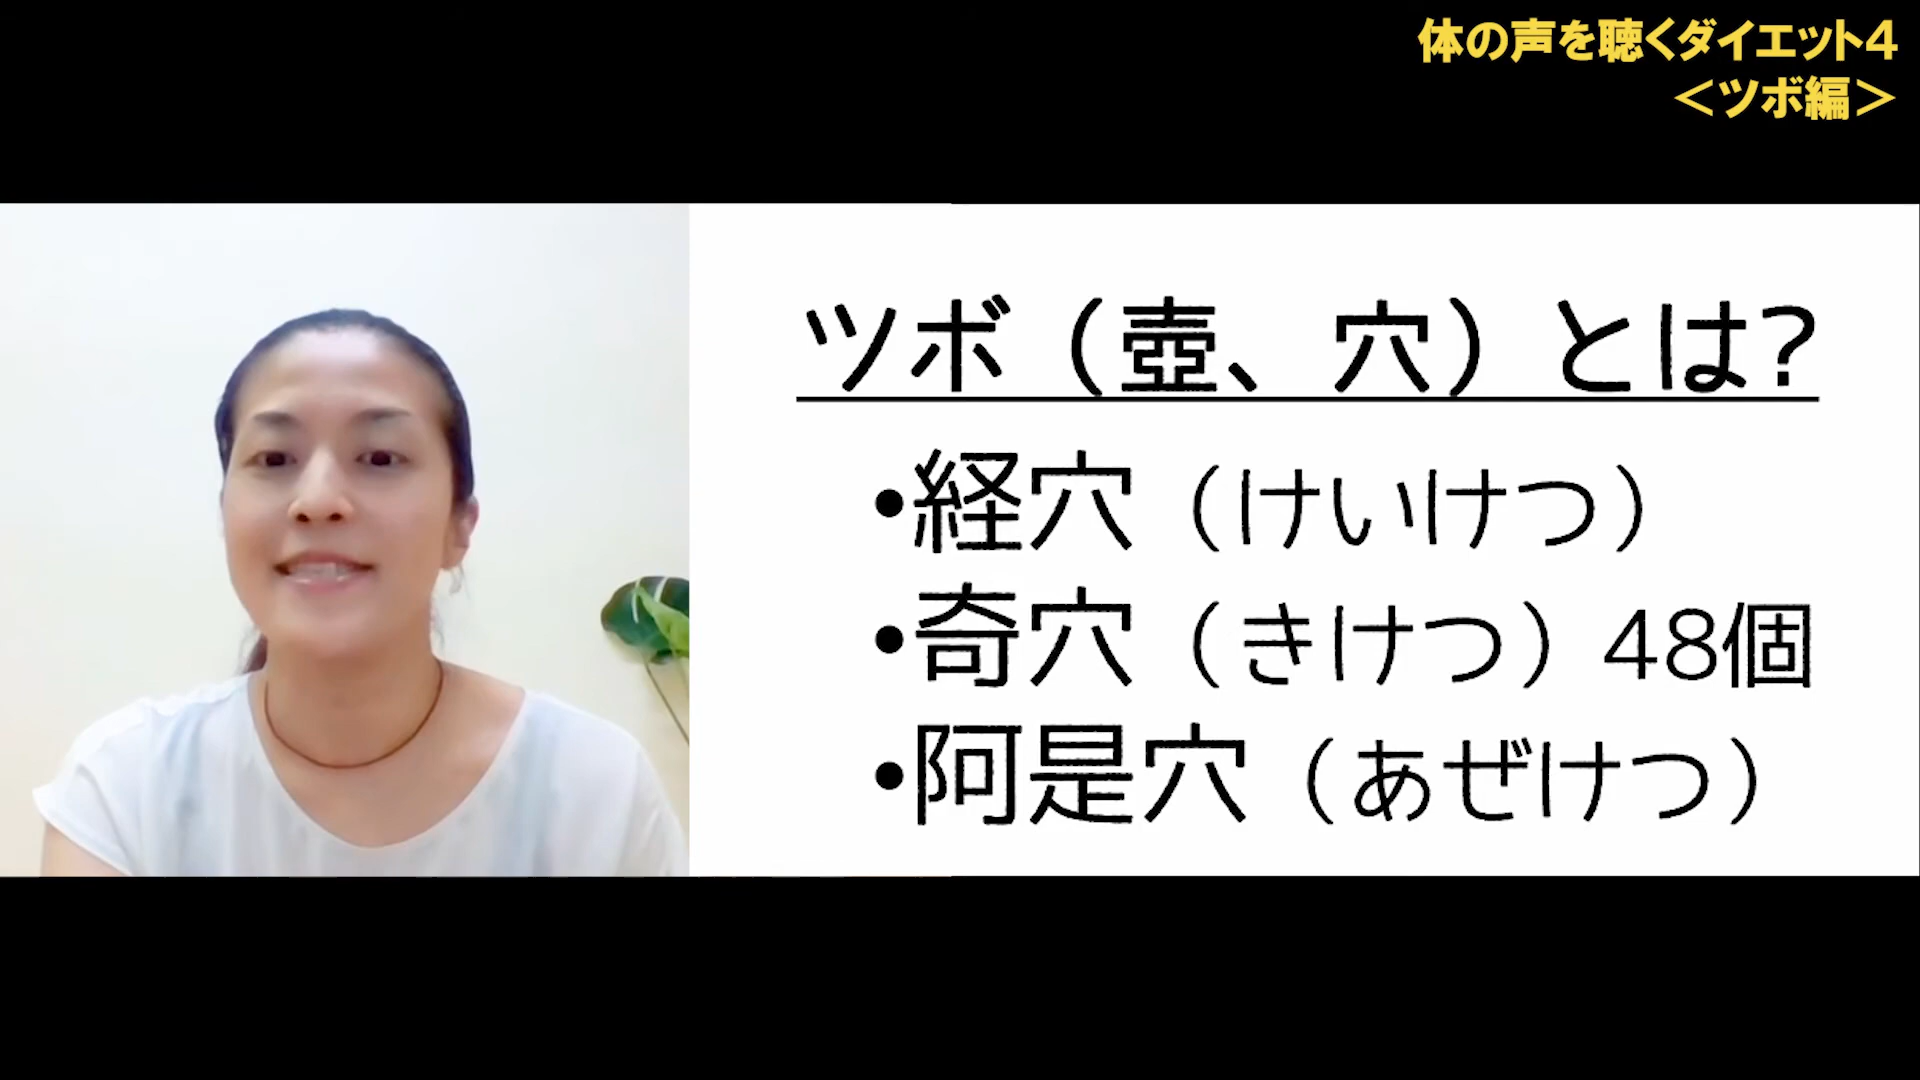 体の声を聴くダイエット4
＜ツボ編＞
ツボ（壺、穴）とは?
•経穴（けいけつ）
•奇穴（きけつ）48個
•阿是穴（あぜけつ）